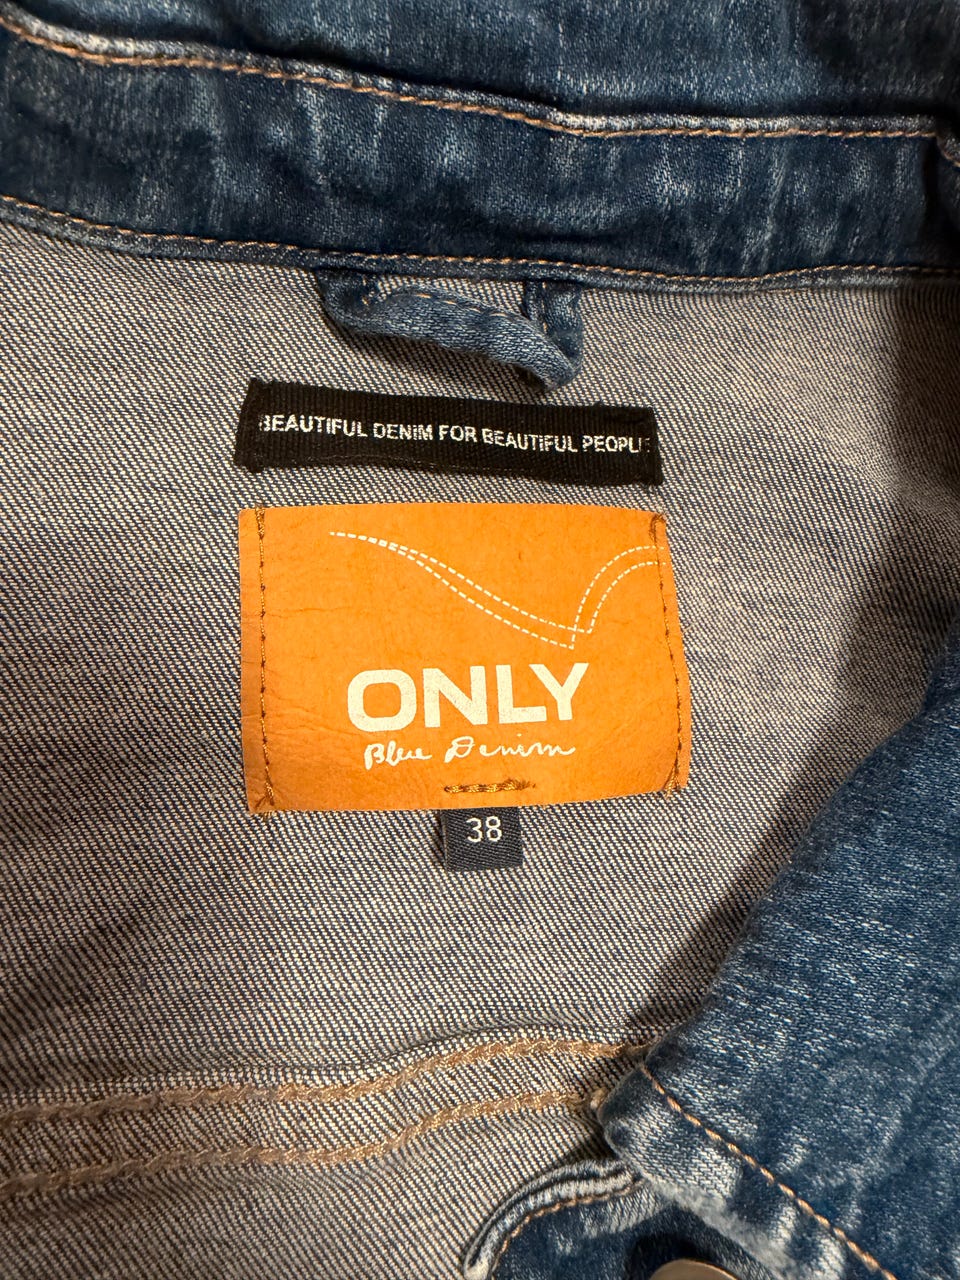 BEAUTIFUL DENIM FOR BEAUTIFUL PEOPLE
ONLY
Blue Denim
38